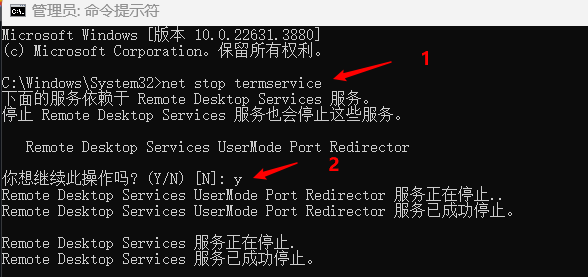 管理员: 命令提示符
Microsoft Windows [版本 10.0.22631.3880]
(c) Microsoft Corporation。保留所有权利。
C:\Windows\System32>net stop termservice
1
下面的服务依赖于 Remote Desktop Services 服务。
停止 Remote Desktop Services 服务也会停止这些服务。
Remote Desktop Services UserMode Port Redirector
你想继续此操作吗? (Y/N) [N]: y
2
Remote Desktop Services UserMode Port Redirector 服务正在停止..
Remote Desktop Services UserMode Port Redirector 服务已成功停止。
Remote Desktop Services 服务正在停止.
Remote Desktop Services 服务已成功停止。